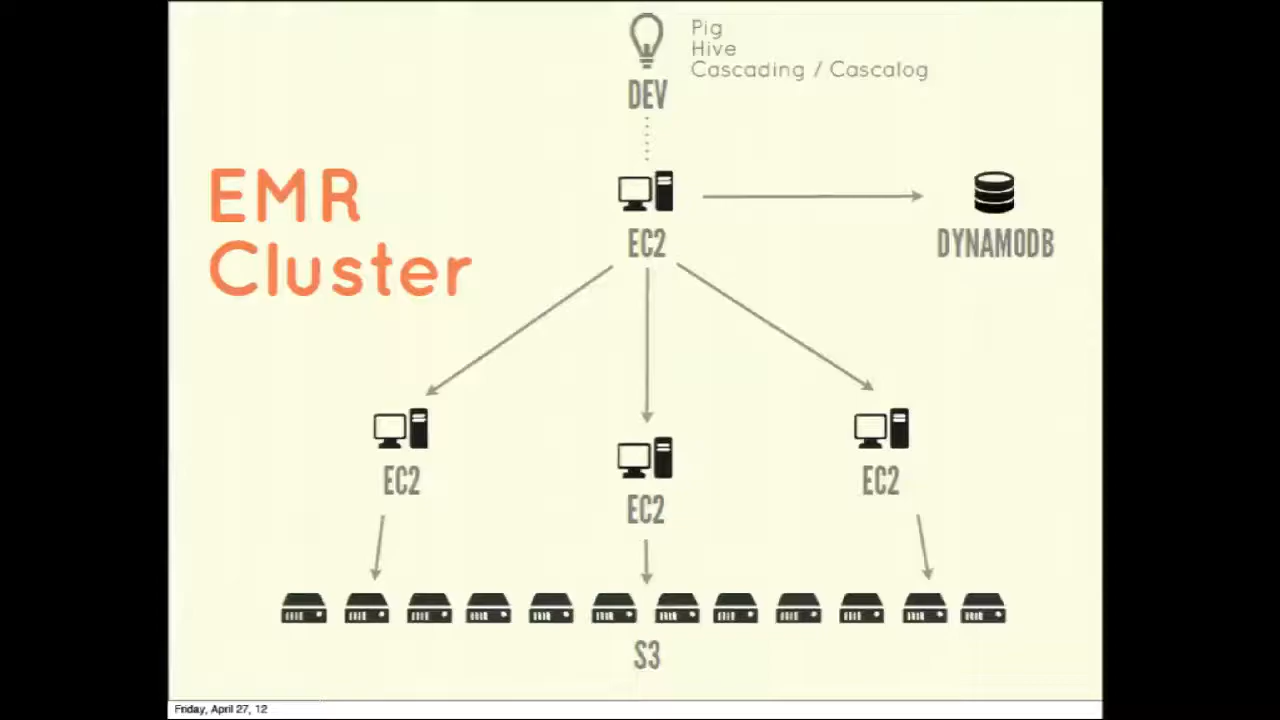 Pig
Hive
Cascading / Cascalog
DEV
EMR
Cluster
EC2
DYNAMODB
EC2
EC2
EC2
S3
Friday, April 27, 12